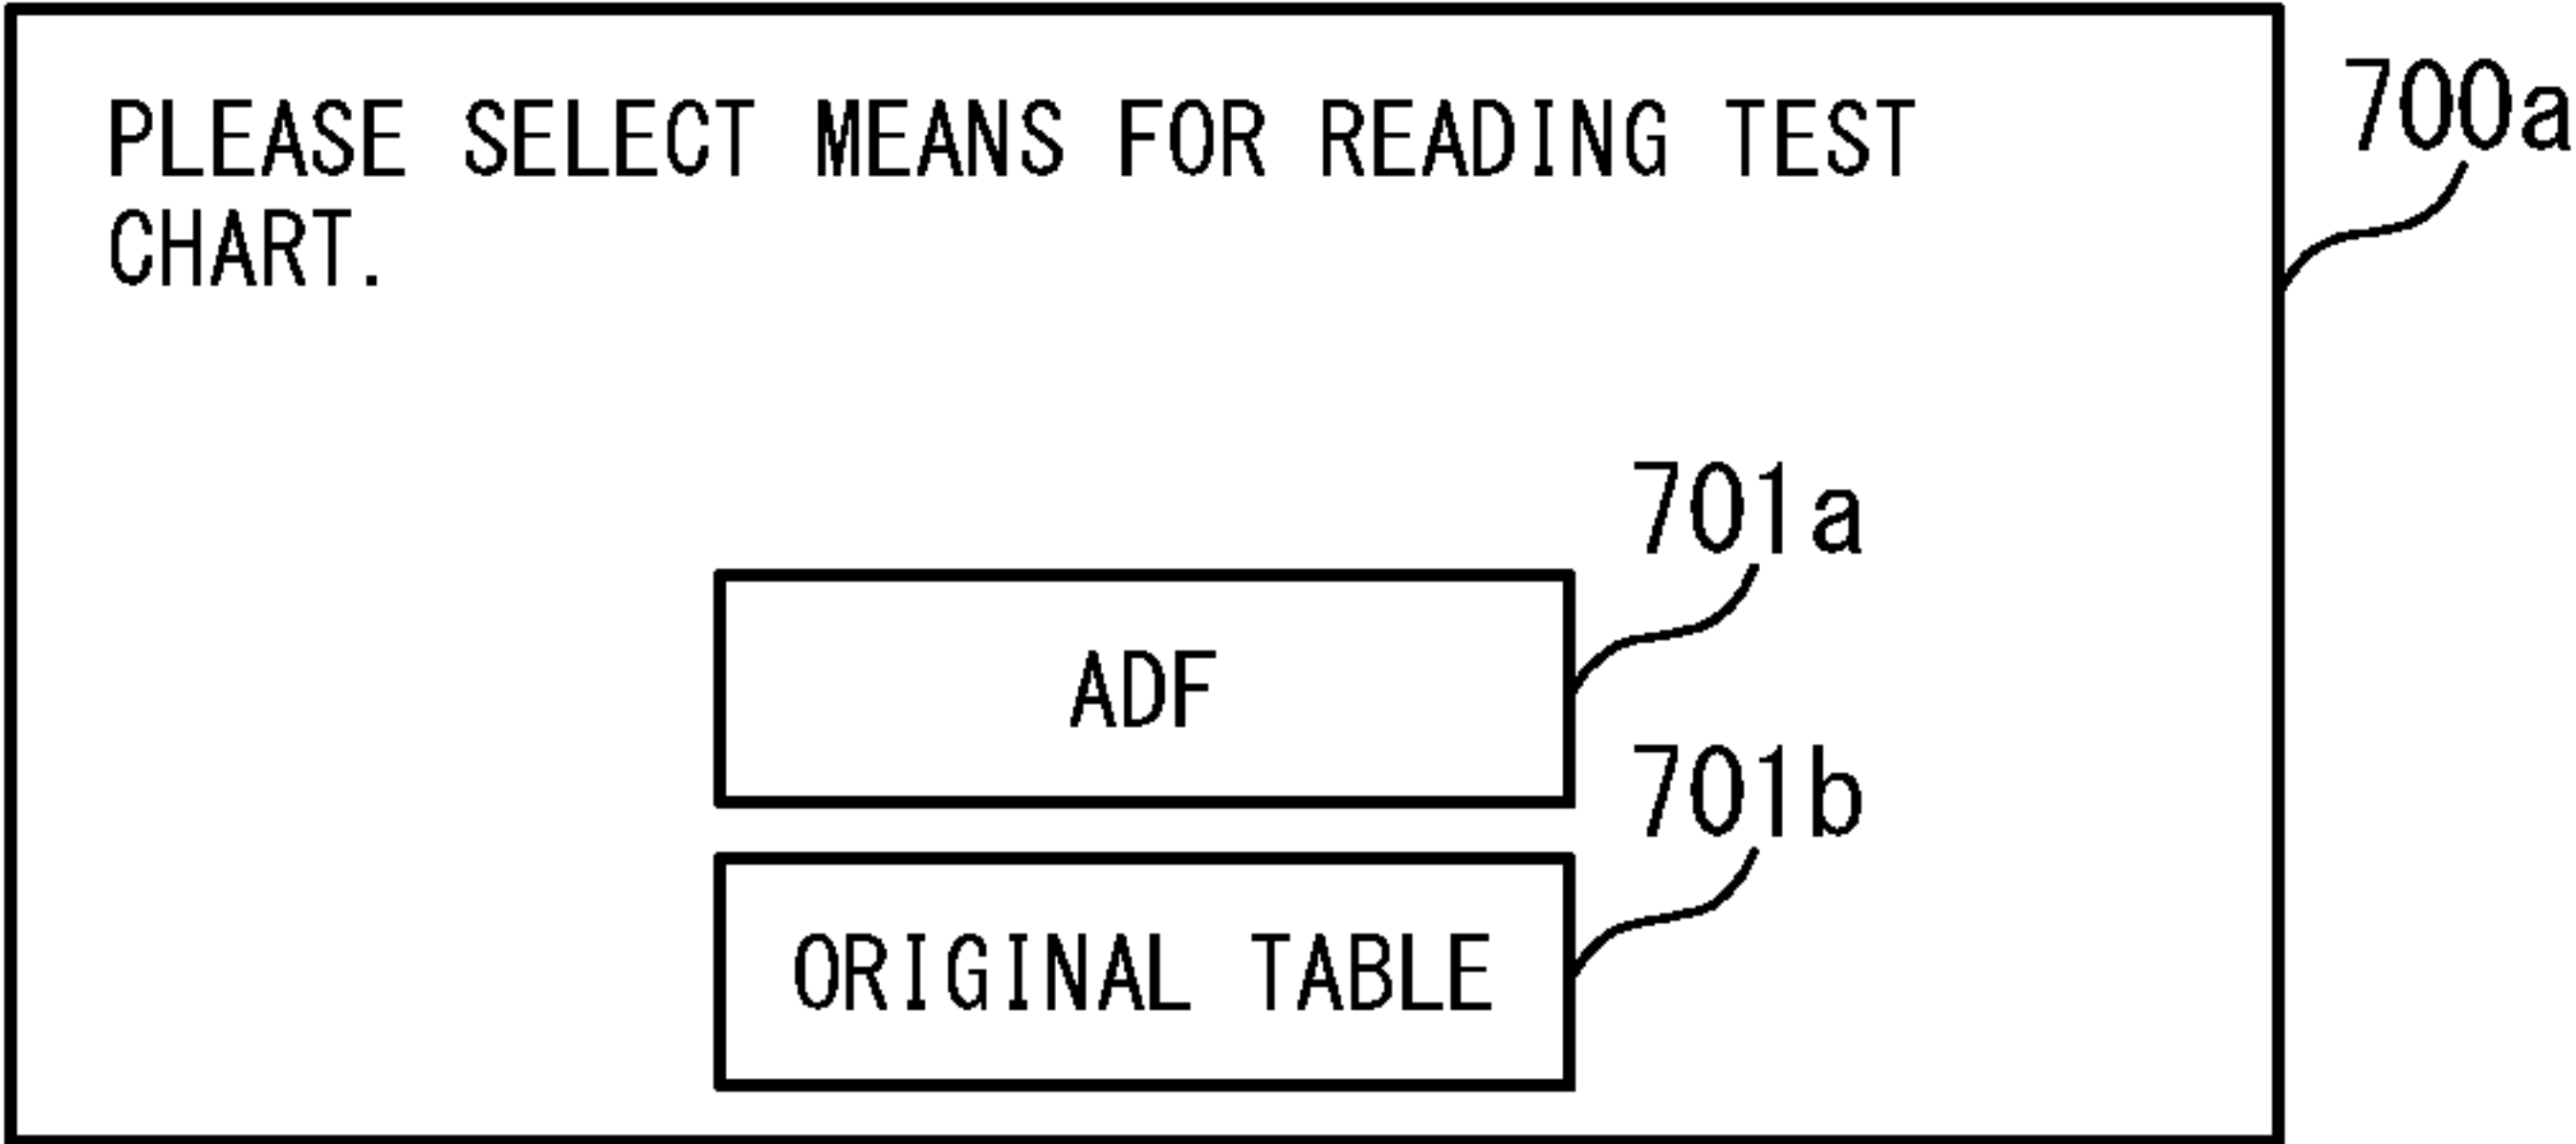 700a
PLEASE SELECT MEANS FOR READING TEST
CHART.
701a
ADF
701b
ORIGINAL TABLE